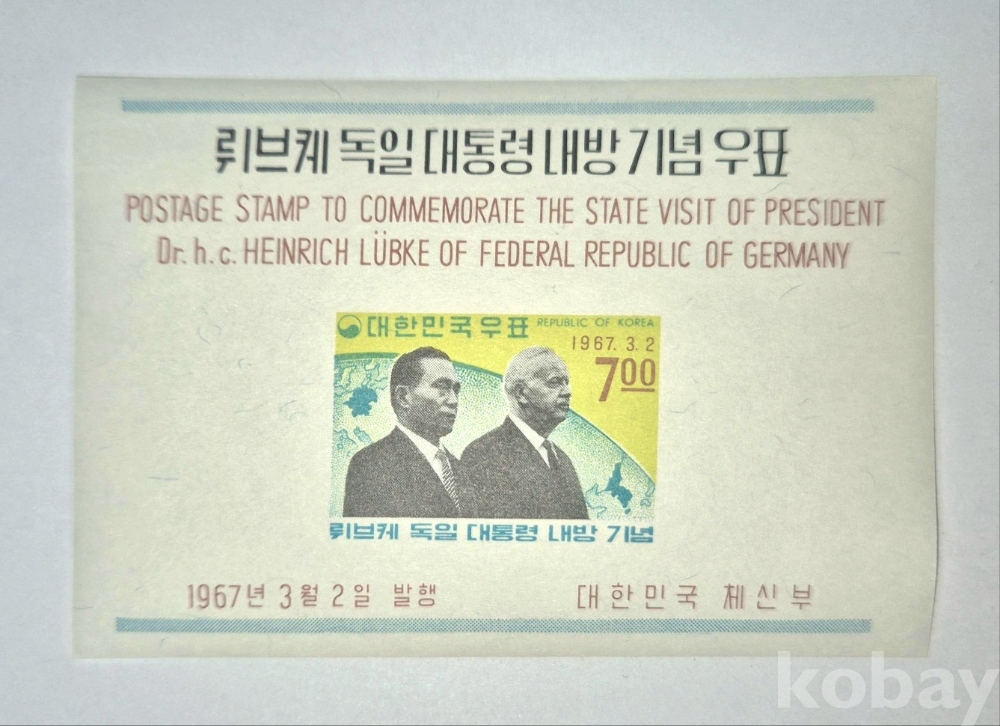 뤼브케 독일 대통령 내방 기념 우표
POSTAGE STAMP TO COMMEMORATE THE STATE VISIT OF PRESIDENT
Dr. h. c. HEINRICH LÜBKE OF FEDERAL REPUBLIC OF GERMANY
대한민국우표 REPUBLIC OF KOREA
1967. 3. 2
700
뤼브케 독일 대통령 내방 기념
1967년 3월 2일 발행 대한민국 체신부
kobay